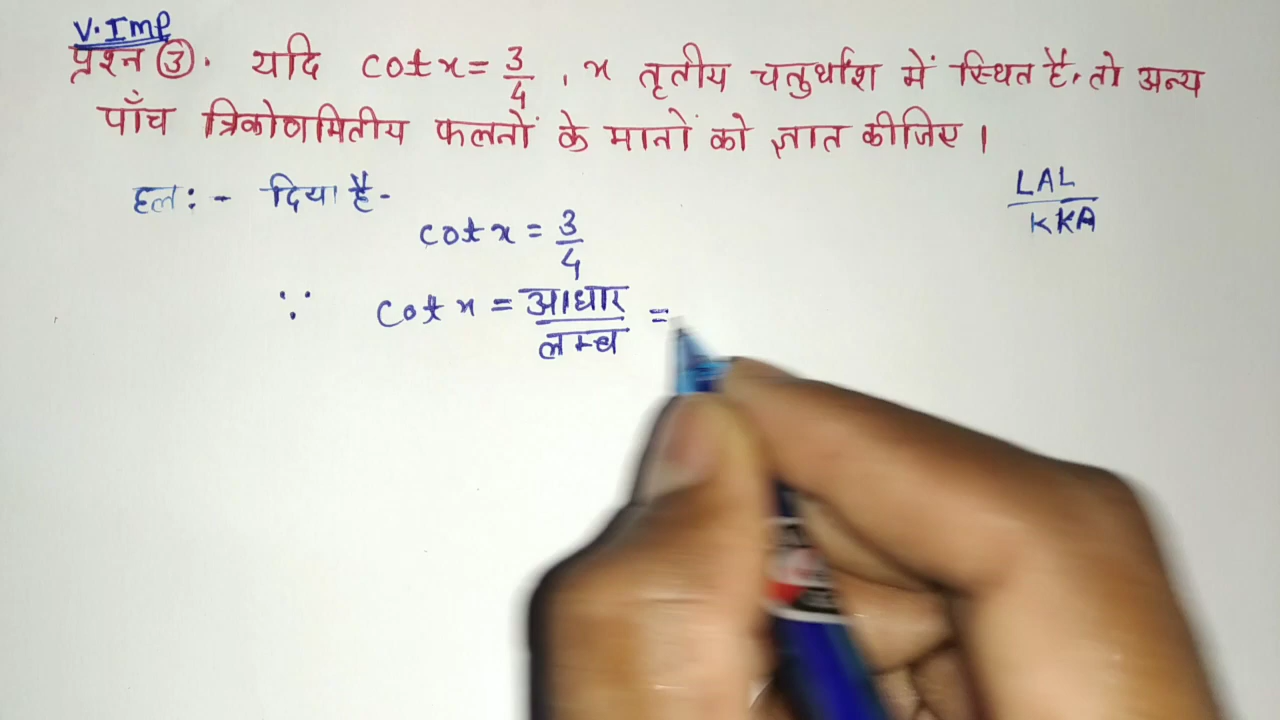 V. Imp
प्रश्न ③. यदि cot x = 3/4 , x तृतीय चतुर्थांश में स्थित है, तो अन्य
पाँच त्रिकोणमितीय फलनों के मानों को ज्ञात कीजिए।
हल : - दिया है -
LAL/KKA
cot x = 3/4
∵ cot x = आधार/लम्ब =